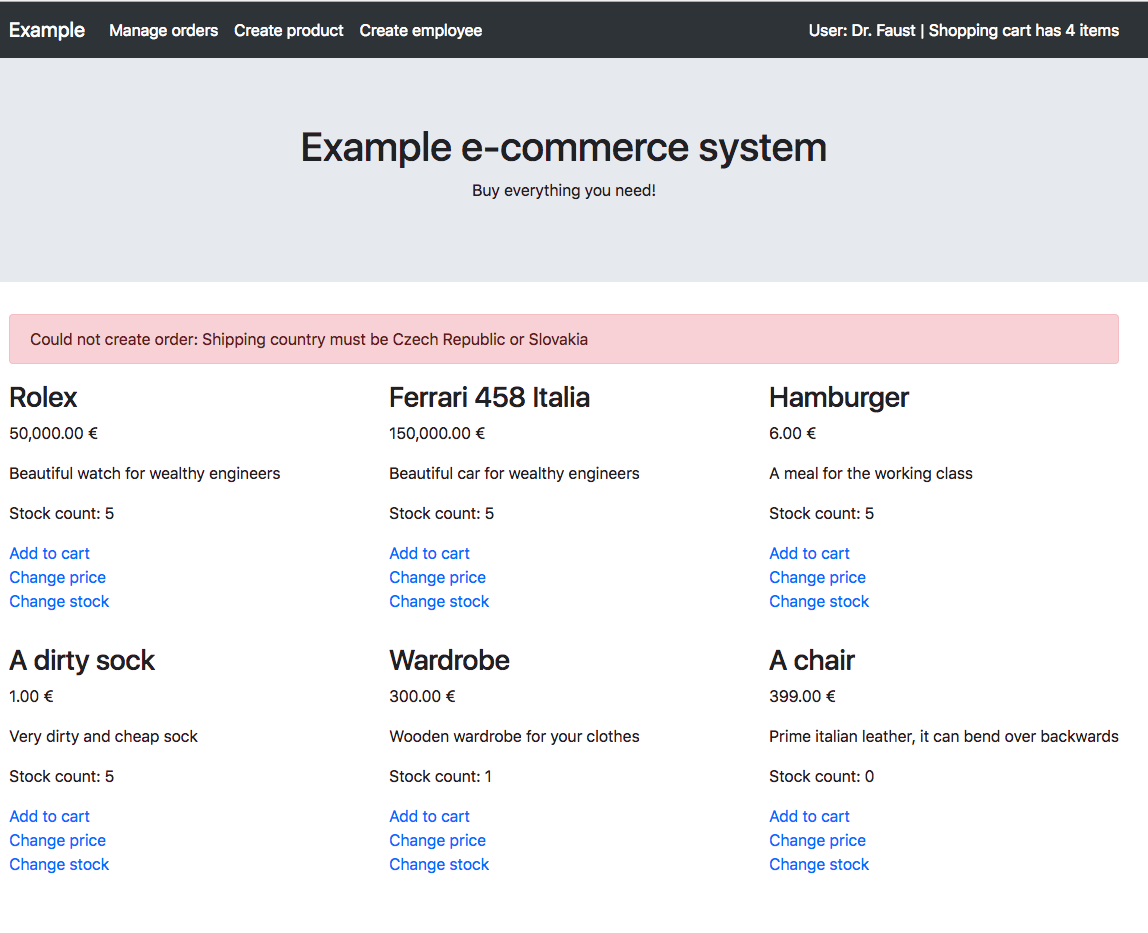 Example Manage orders Create product Create employee User: Dr. Faust | Shopping cart has 4 items
Example e-commerce system
Buy everything you need!
Could not create order: Shipping country must be Czech Republic or Slovakia
Rolex
50,000.00 €
Beautiful watch for wealthy engineers
Stock count: 5
Add to cart
Change price
Change stock
Ferrari 458 Italia
150,000.00 €
Beautiful car for wealthy engineers
Stock count: 5
Add to cart
Change price
Change stock
Hamburger
6.00 €
A meal for the working class
Stock count: 5
Add to cart
Change price
Change stock
A dirty sock
1.00 €
Very dirty and cheap sock
Stock count: 5
Add to cart
Change price
Change stock
Wardrobe
300.00 €
Wooden wardrobe for your clothes
Stock count: 1
Add to cart
Change price
Change stock
A chair
399.00 €
Prime italian leather, it can bend over backwards
Stock count: 0
Add to cart
Change price
Change stock